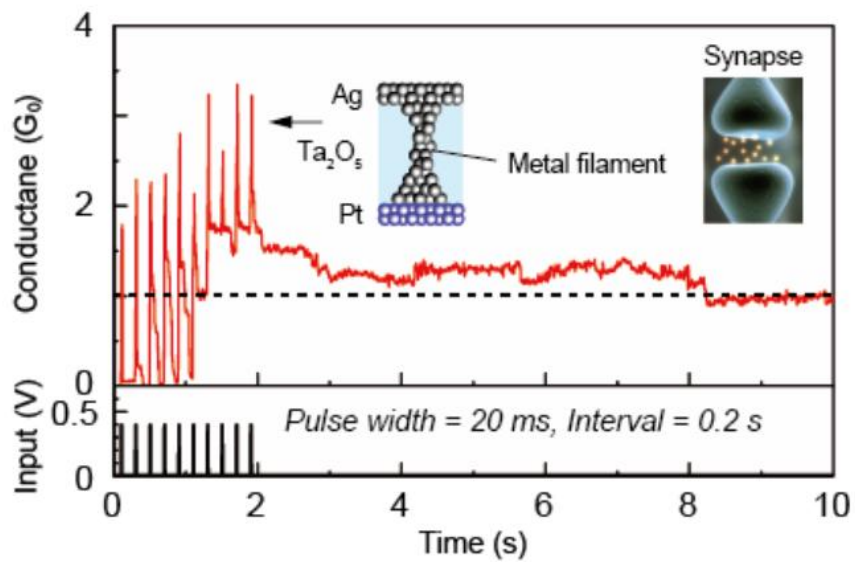 4
2
0
Conductane (G₀)
Ag
Ta₂O₅
Pt
Metal filament
Synapse
0.5
0
Input (V)
Pulse width = 20 ms, Interval = 0.2 s
0 2 4 6 8 10
Time (s)